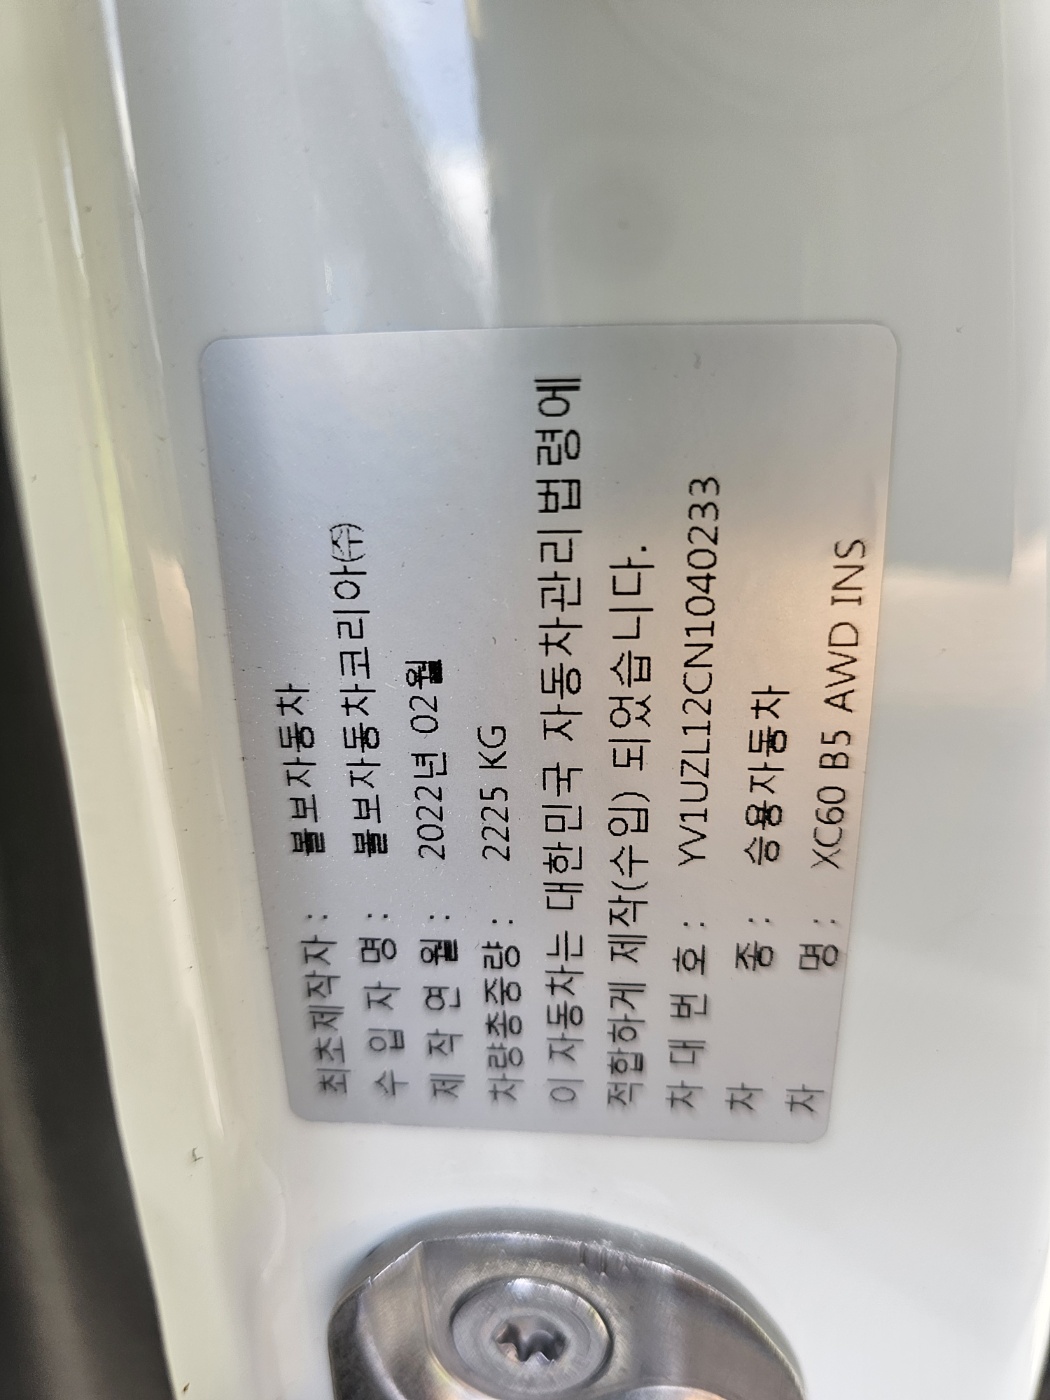 최초제작자 : 볼보자동차
수 입 자 명 : 볼보자동차코리아㈜
제 작 연 월 : 2022년 02월
차량총중량 : 2225 KG
이 자동차는 대한민국 자동차관리법령에
적합하게 제작(수입) 되었습니다.
차 대 번 호 : YV1UZL12CN1040233
차 종 : 승용자동차
차 명 : XC60 B5 AWD INS